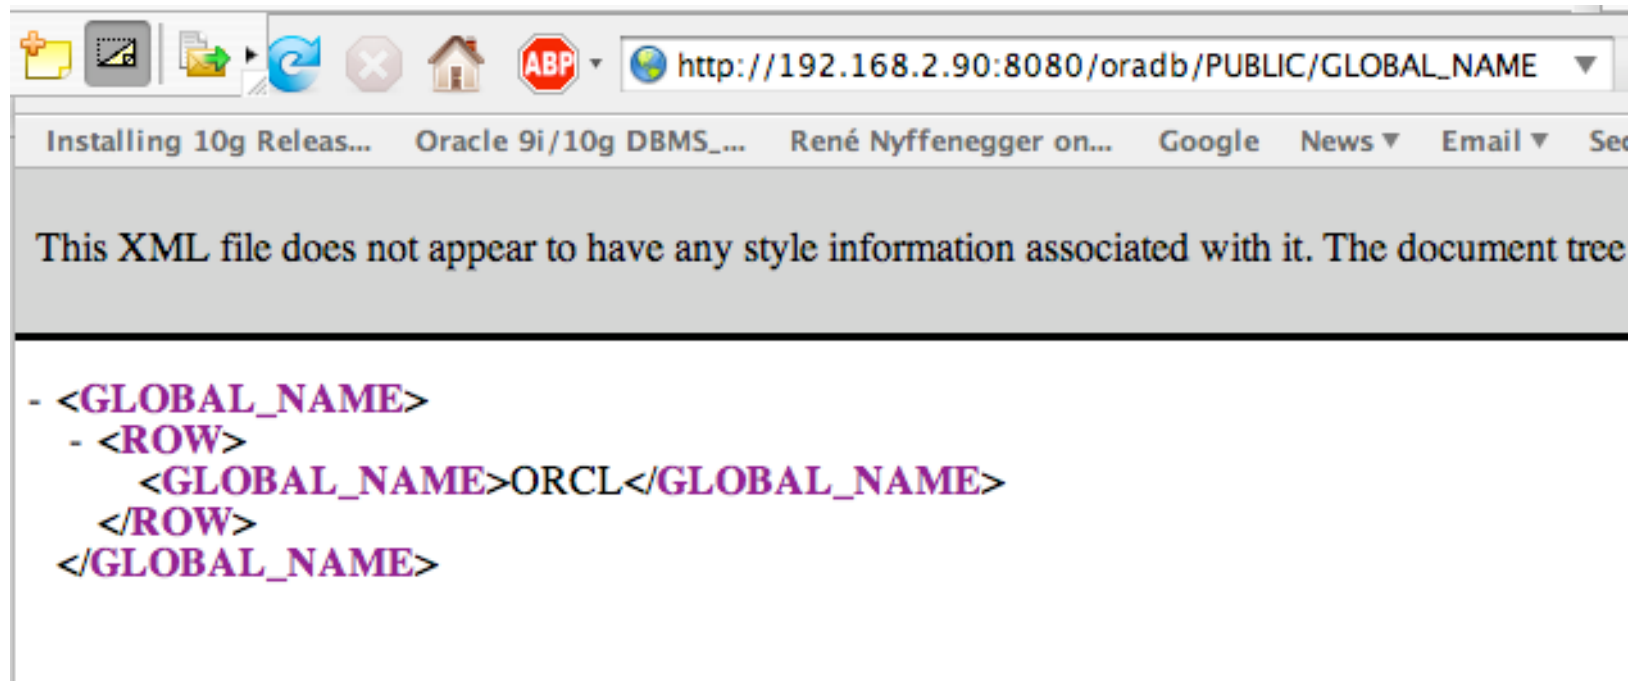 ABP http://192.168.2.90:8080/oradb/PUBLIC/GLOBAL_NAME
Installing 10g Releas... Oracle 9i/10g DBMS_... René Nyffenegger on... Google News Email
This XML file does not appear to have any style information associated with it. The document tree
- <GLOBAL_NAME>
- <ROW>
<GLOBAL_NAME>ORCL</GLOBAL_NAME>
</ROW>
</GLOBAL_NAME>